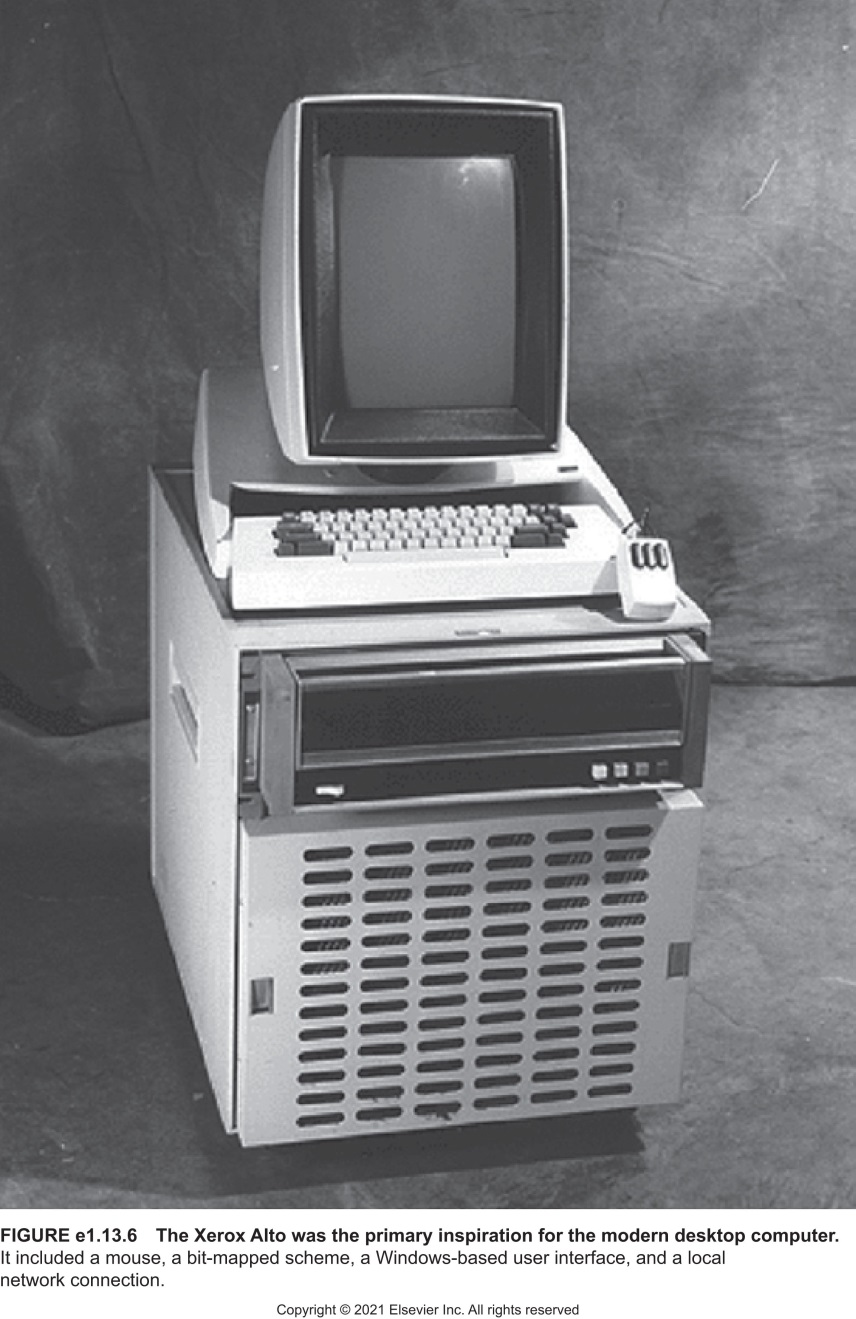 FIGURE e1.13.6 The Xerox Alto was the primary inspiration for the modern desktop computer.
It included a mouse, a bit-mapped scheme, a Windows-based user interface, and a local
network connection.
Copyright © 2021 Elsevier Inc. All rights reserved